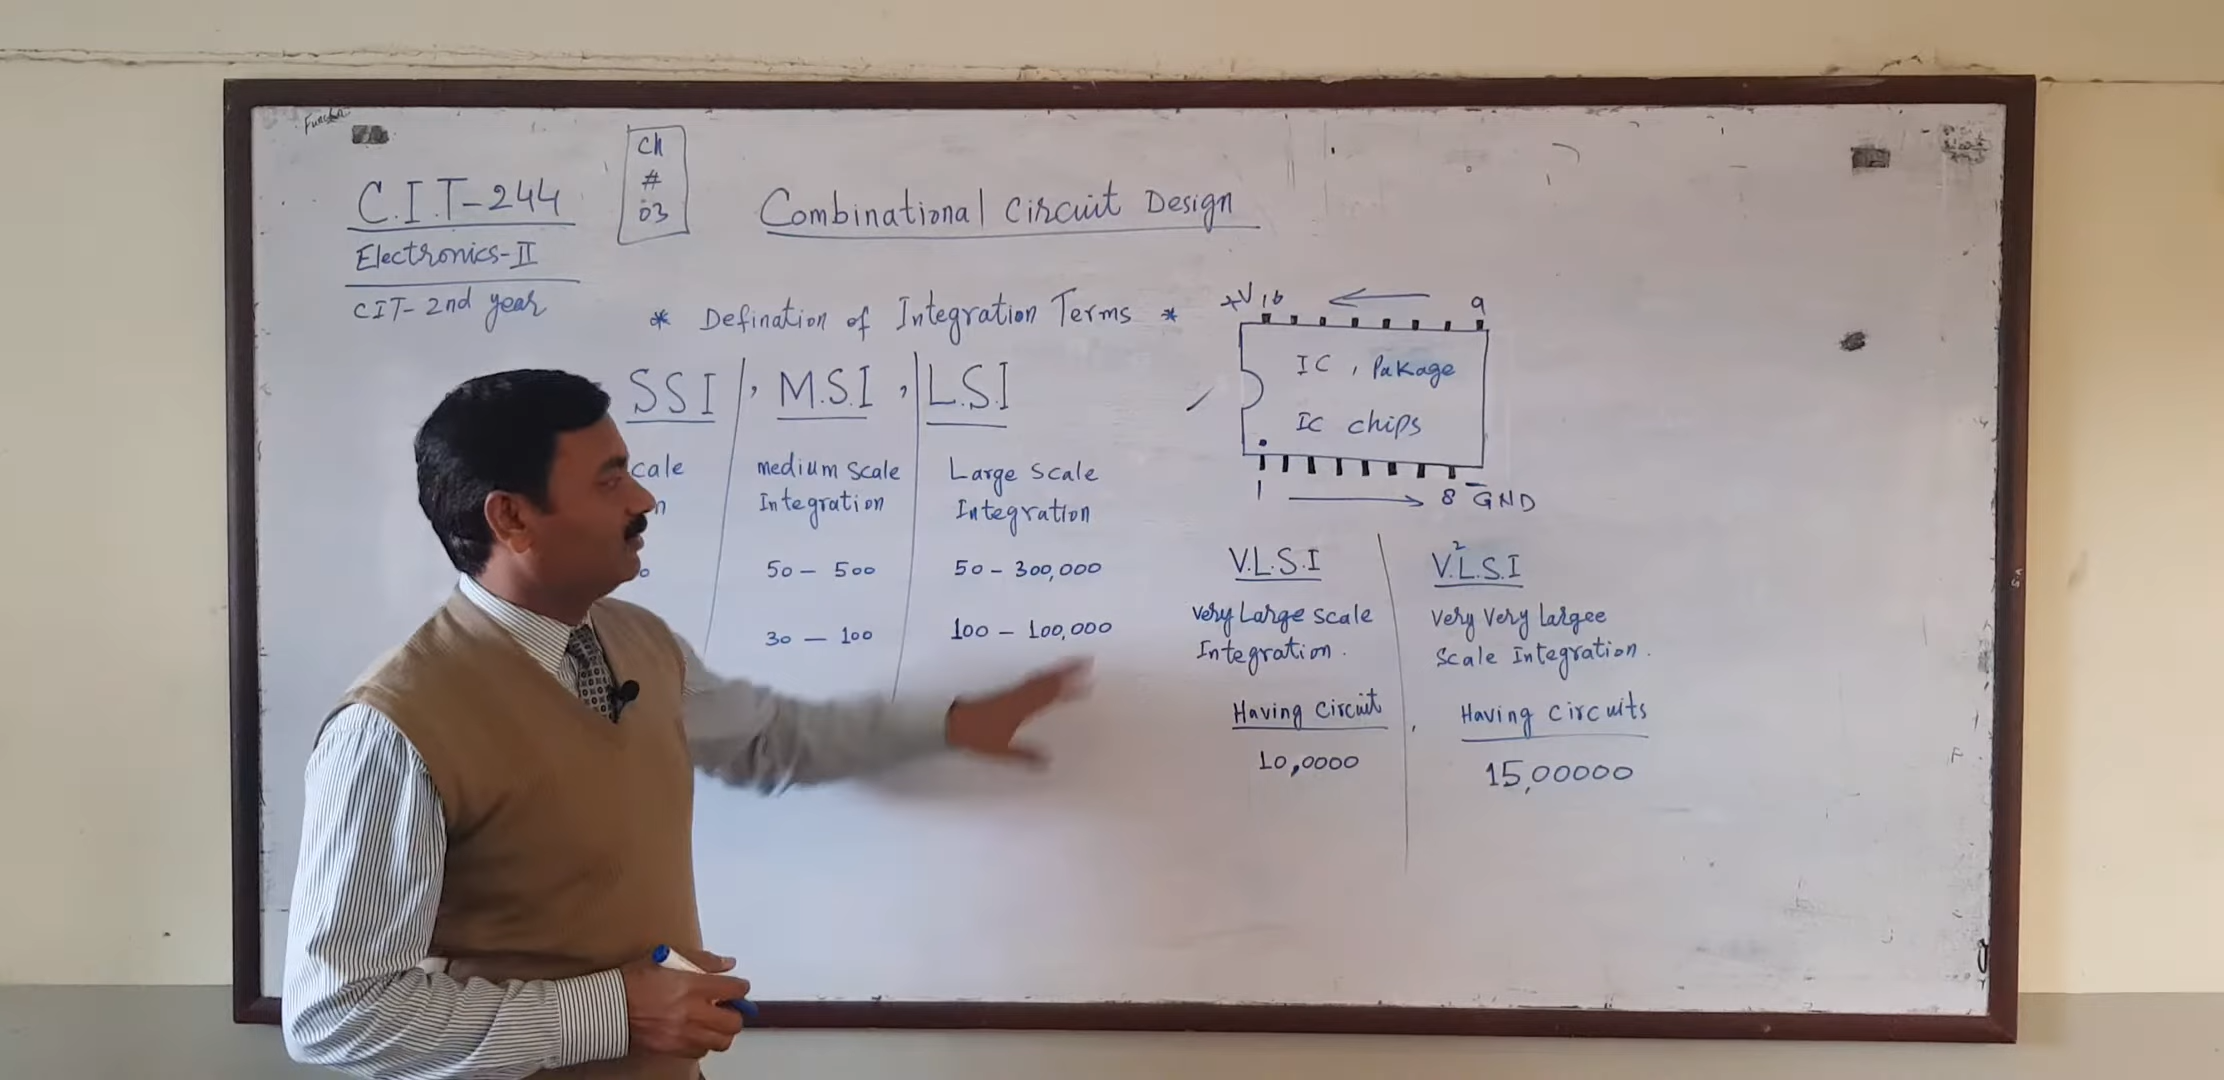 C.I.T-244
Electronics-II
CIT-2nd year
Ch
#
03
Combinational Circuit Design
* Defination of Integration Terms *
SSI, M.S.I, L.S.I
cale
n
medium Scale
Integration
50 - 500
30 - 100
Large Scale
Integration
50 - 300,000
100 - 100,000
+V 16 9
IC, Pakage
IC chips
1 8 GND
V.L.S.I
Very Large Scale
Integration.
Having Circuit
10,0000
V²L.S.I
Very Very Largee
Scale Integration.
Having Circuits
15,00000